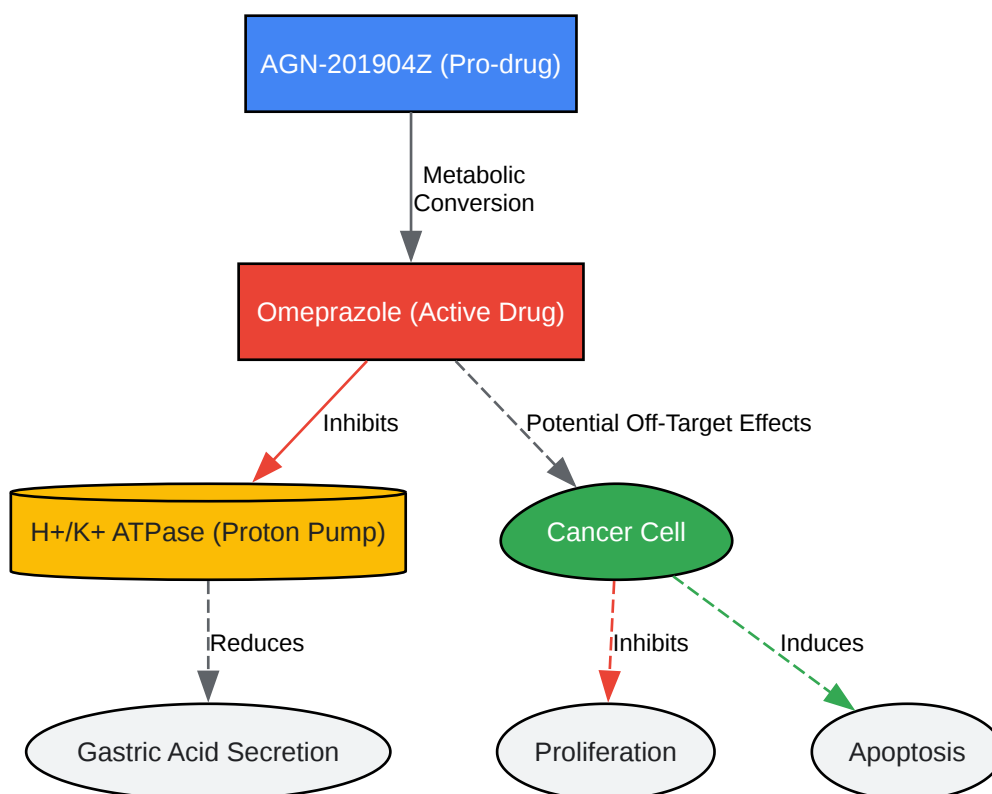 AGN-201904Z (Pro-drug)
Metabolic
Conversion
Omeprazole (Active Drug)
Inhibits
Potential Off-Target Effects
H+/K+ ATPase (Proton Pump)
Cancer Cell
Reduces
Inhibits
Induces
Gastric Acid Secretion
Proliferation
Apoptosis